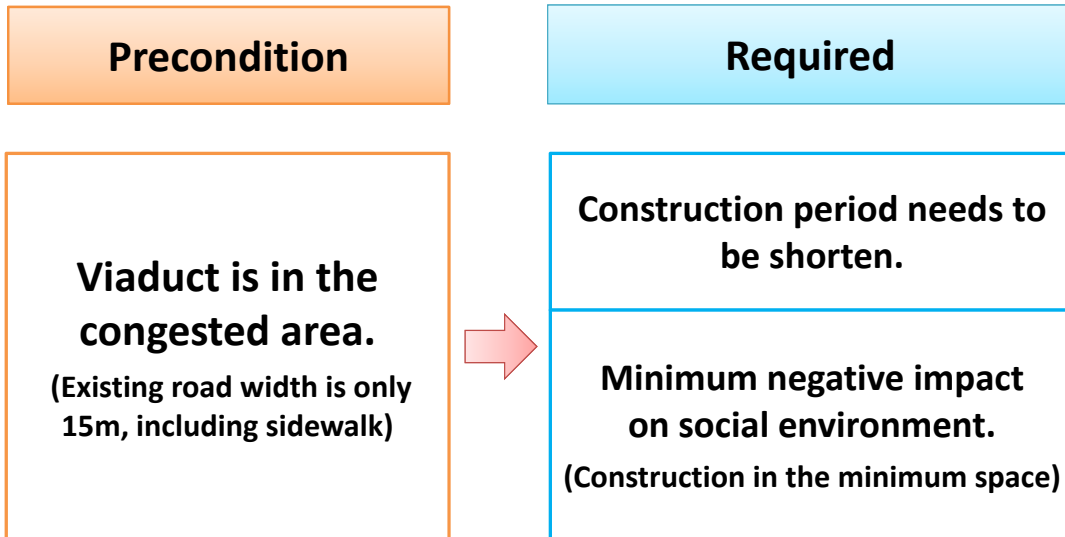 Precondition
Required
Viaduct is in the
congested area.
(Existing road width is only
15m, including sidewalk)
Construction period needs to
be shorten.
Minimum negative impact
on social environment.
(Construction in the minimum space)